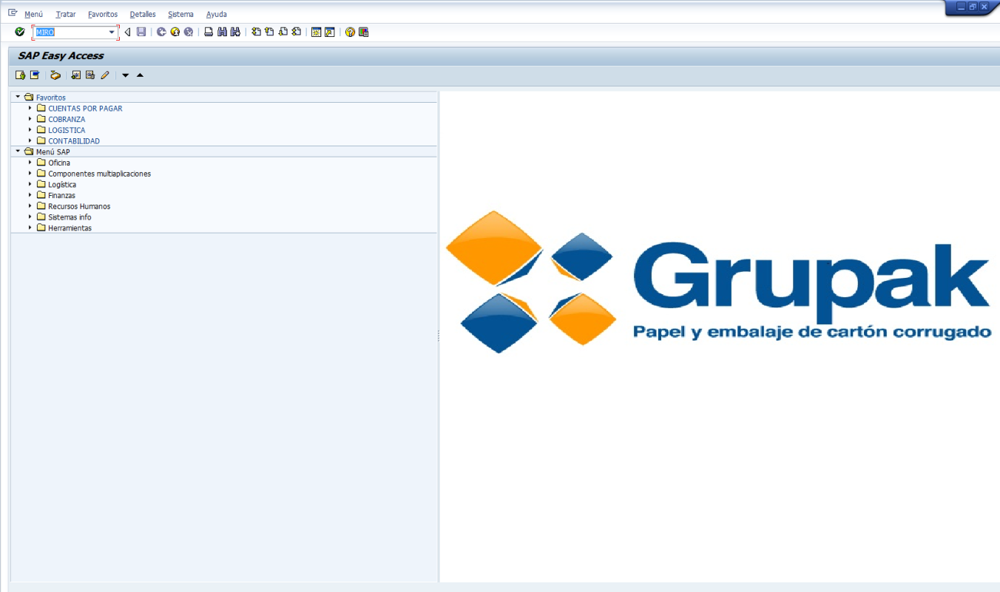 Menú Tratar Favoritos Detalles Sistema Ayuda
MIRO
SAP Easy Access
Favoritos
CUENTAS POR PAGAR
COBRANZA
LOGISTICA
CONTABILIDAD
Menú SAP
Oficina
Componentes multiaplicaciones
Logística
Finanzas
Recursos Humanos
Sistemas info
Herramientas
Grupak
Papel y embalaje de cartón corrugado